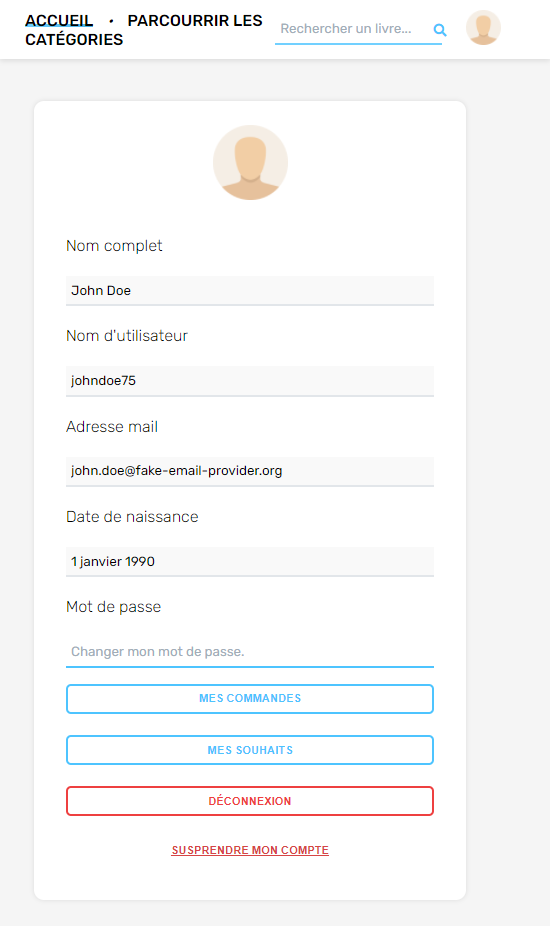 ACCUEIL · PARCOURRIR LES
CATÉGORIES
Rechercher un livre...
Nom complet
John Doe
Nom d'utilisateur
johndoe75
Adresse mail
john.doe@fake-email-provider.org
Date de naissance
1 janvier 1990
Mot de passe
Changer mon mot de passe.
MES COMMANDES
MES SOUHAITS
DÉCONNEXION
SUSPRENDRE MON COMPTE